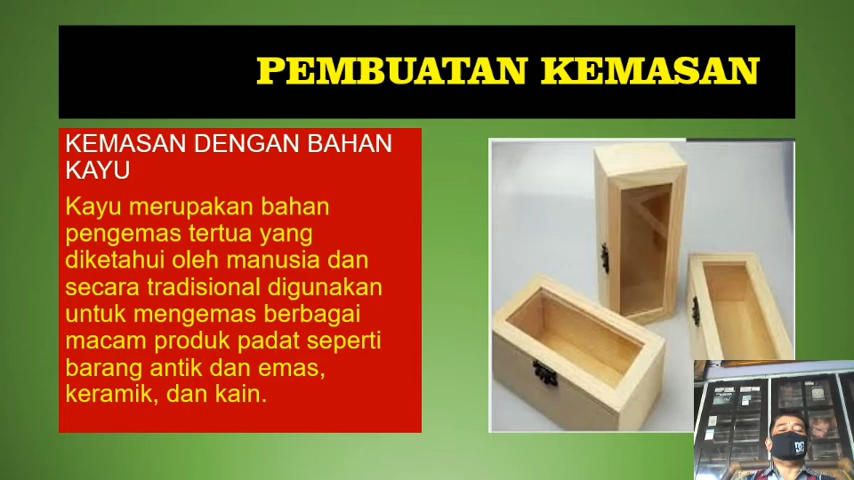 PEMBUATAN KEMASAN
KEMASAN DENGAN BAHAN
KAYU
Kayu merupakan bahan
pengemas tertua yang
diketahui oleh manusia dan
secara tradisional digunakan
untuk mengemas berbagai
macam produk padat seperti
barang antik dan emas,
keramik, dan kain.